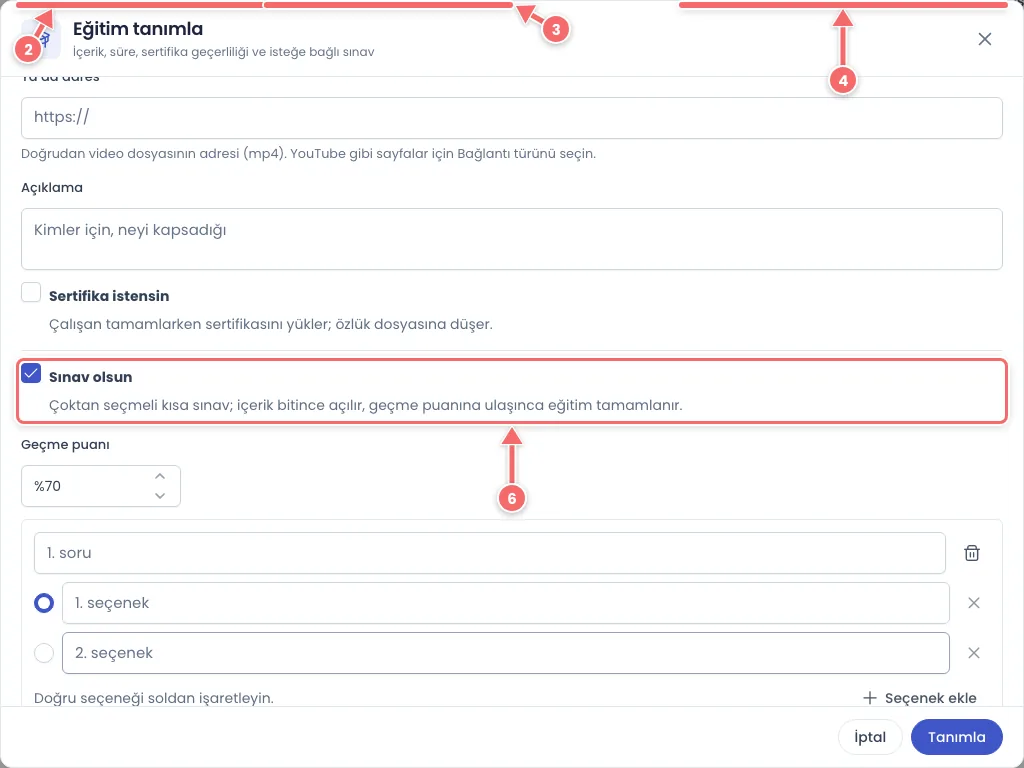 Eğitim tanımla
İçerik, süre, sertifika geçerliliği ve isteğe bağlı sınav
2
3
4
Ya da adres
https://
Doğrudan video dosyasının adresi (mp4). YouTube gibi sayfalar için Bağlantı türünü seçin.
Açıklama
Kimler için, neyi kapsadığı
Sertifika istensin
Çalışan tamamlarken sertifikasını yükler; özlük dosyasına düşer.
Sınav olsun
Çoktan seçmeli kısa sınav; içerik bitince açılır, geçme puanına ulaşınca eğitim tamamlanır.
Geçme puanı
%70
6
1. soru
1. seçenek
2. seçenek
Doğru seçeneği soldan işaretleyin.
Seçenek ekle
İptal
Tanımla